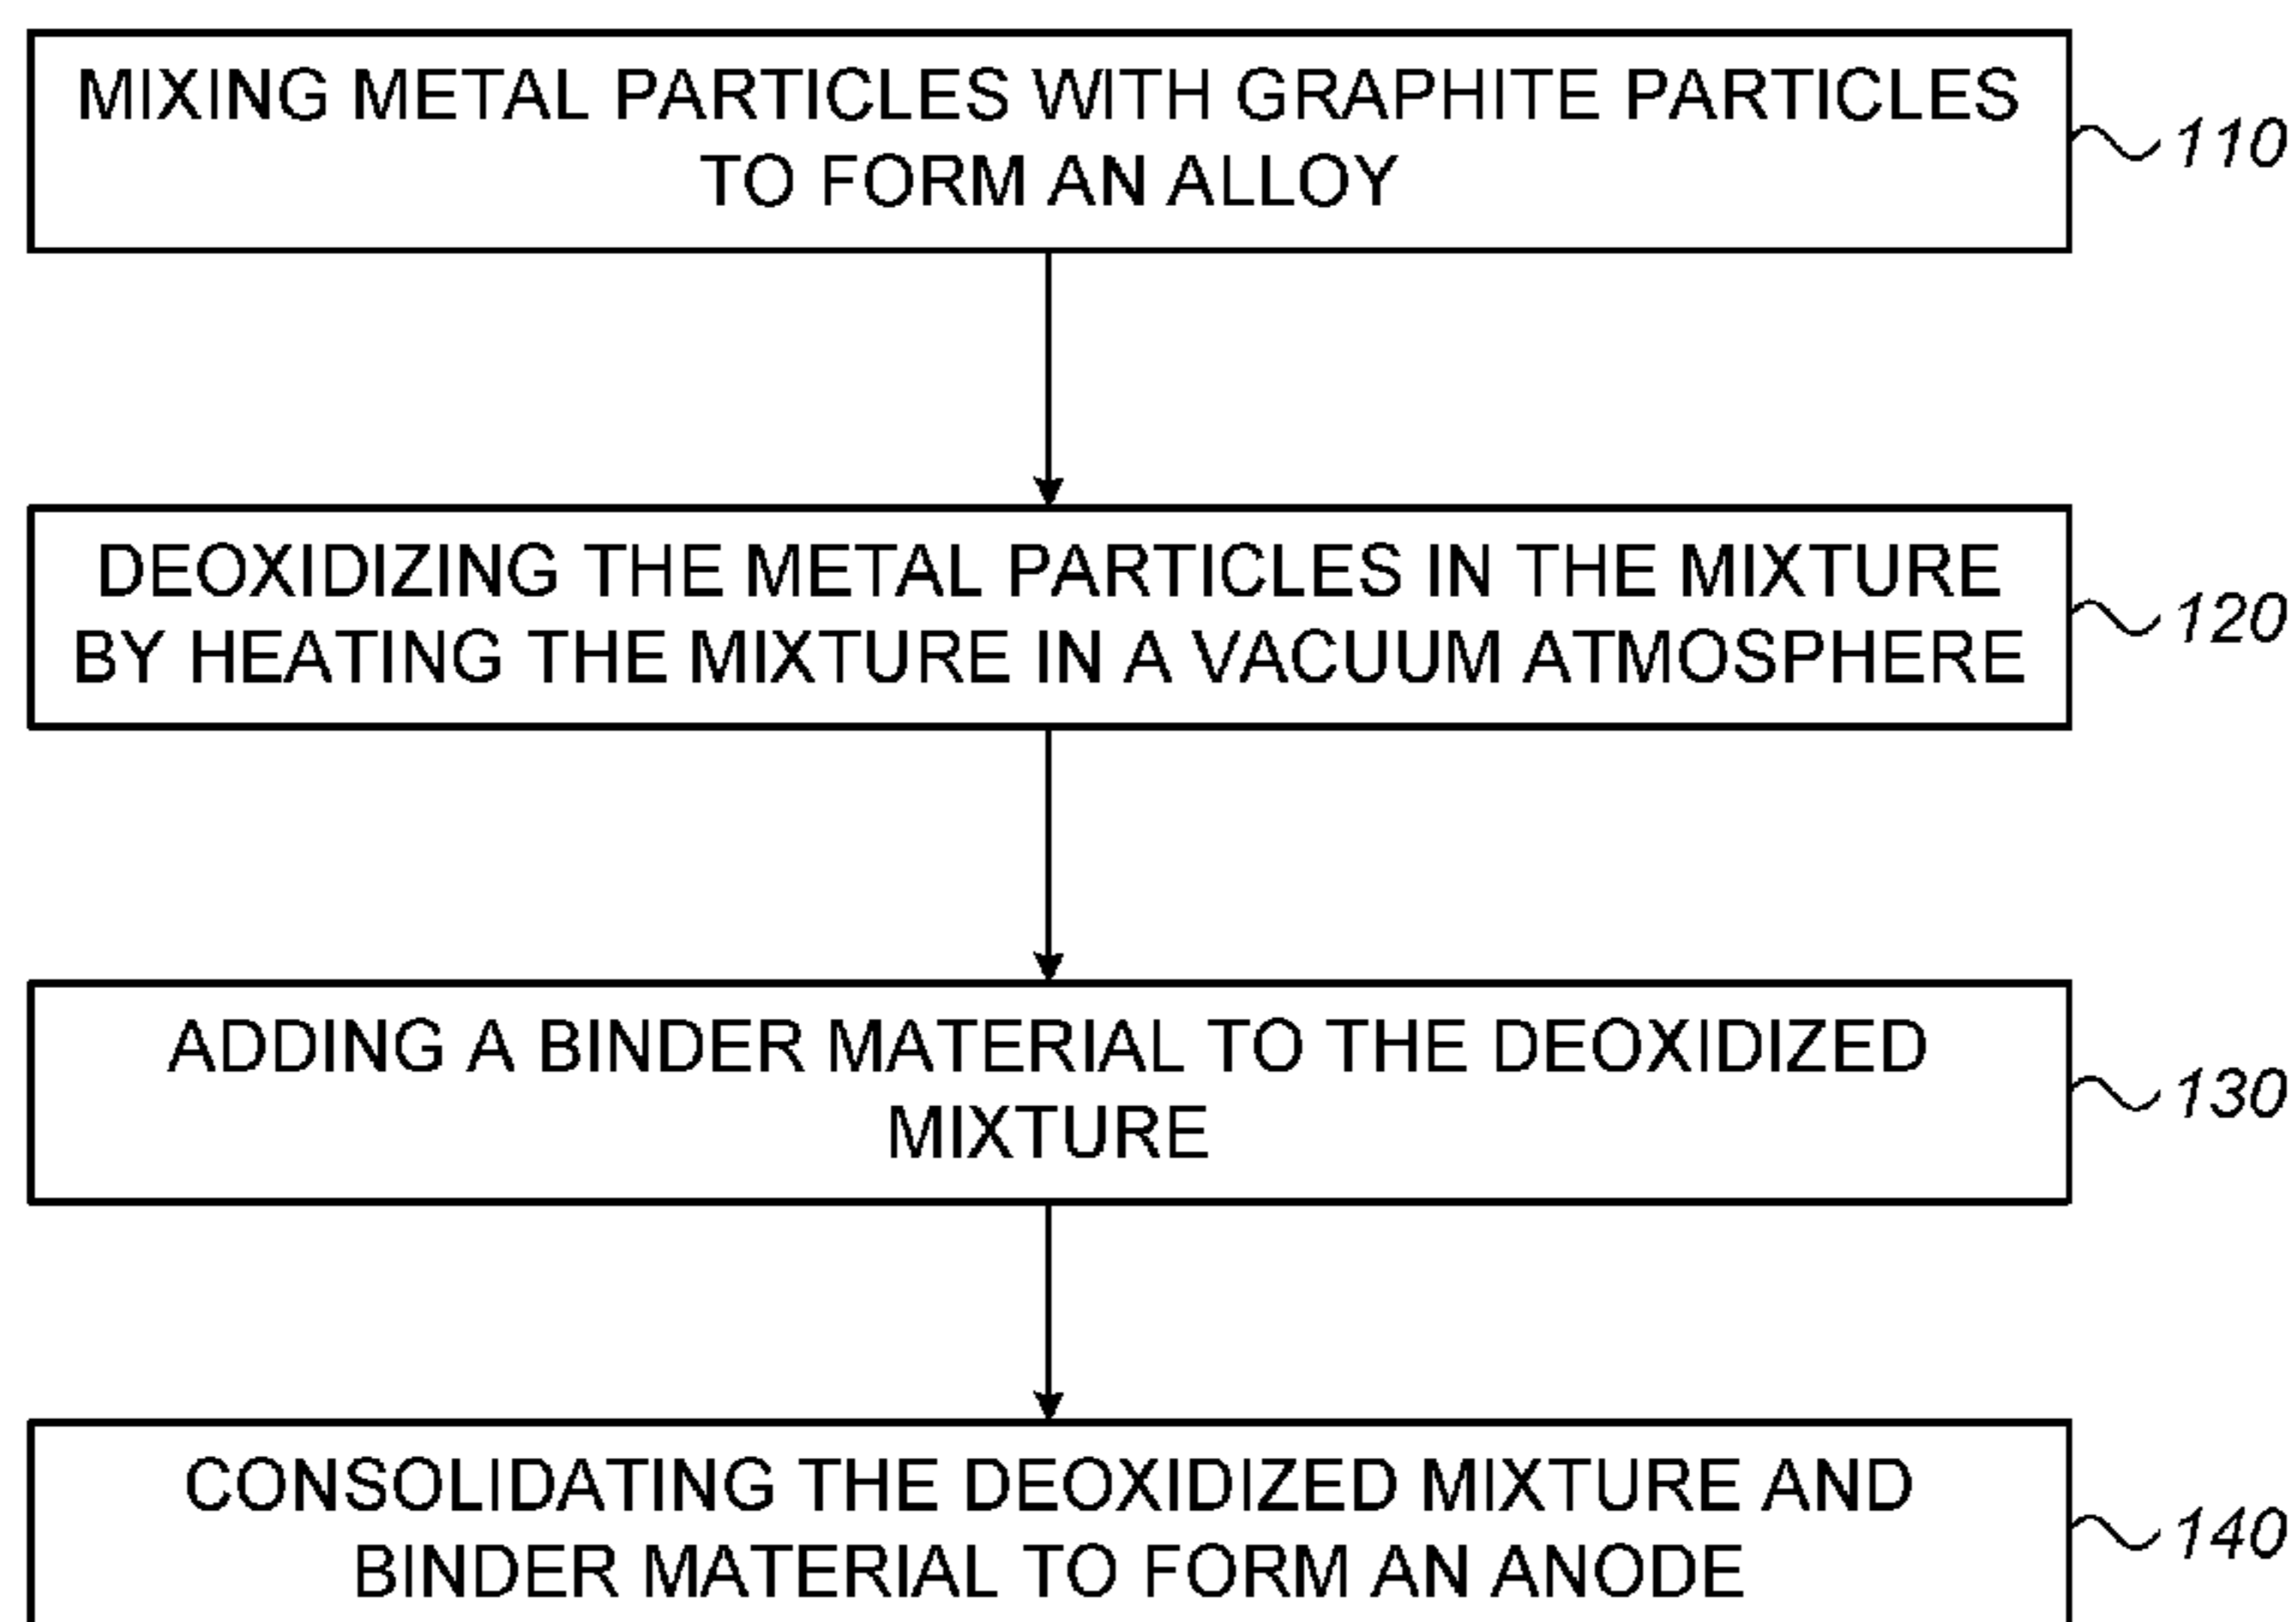 MIXING METAL PARTICLES WITH GRAPHITE PARTICLES
TO FORM AN ALLOY
110
DEOXIDIZING THE METAL PARTICLES IN THE MIXTURE
BY HEATING THE MIXTURE IN A VACUUM ATMOSPHERE
120
ADDING A BINDER MATERIAL TO THE DEOXIDIZED
MIXTURE
130
CONSOLIDATING THE DEOXIDIZED MIXTURE AND
BINDER MATERIAL TO FORM AN ANODE
140